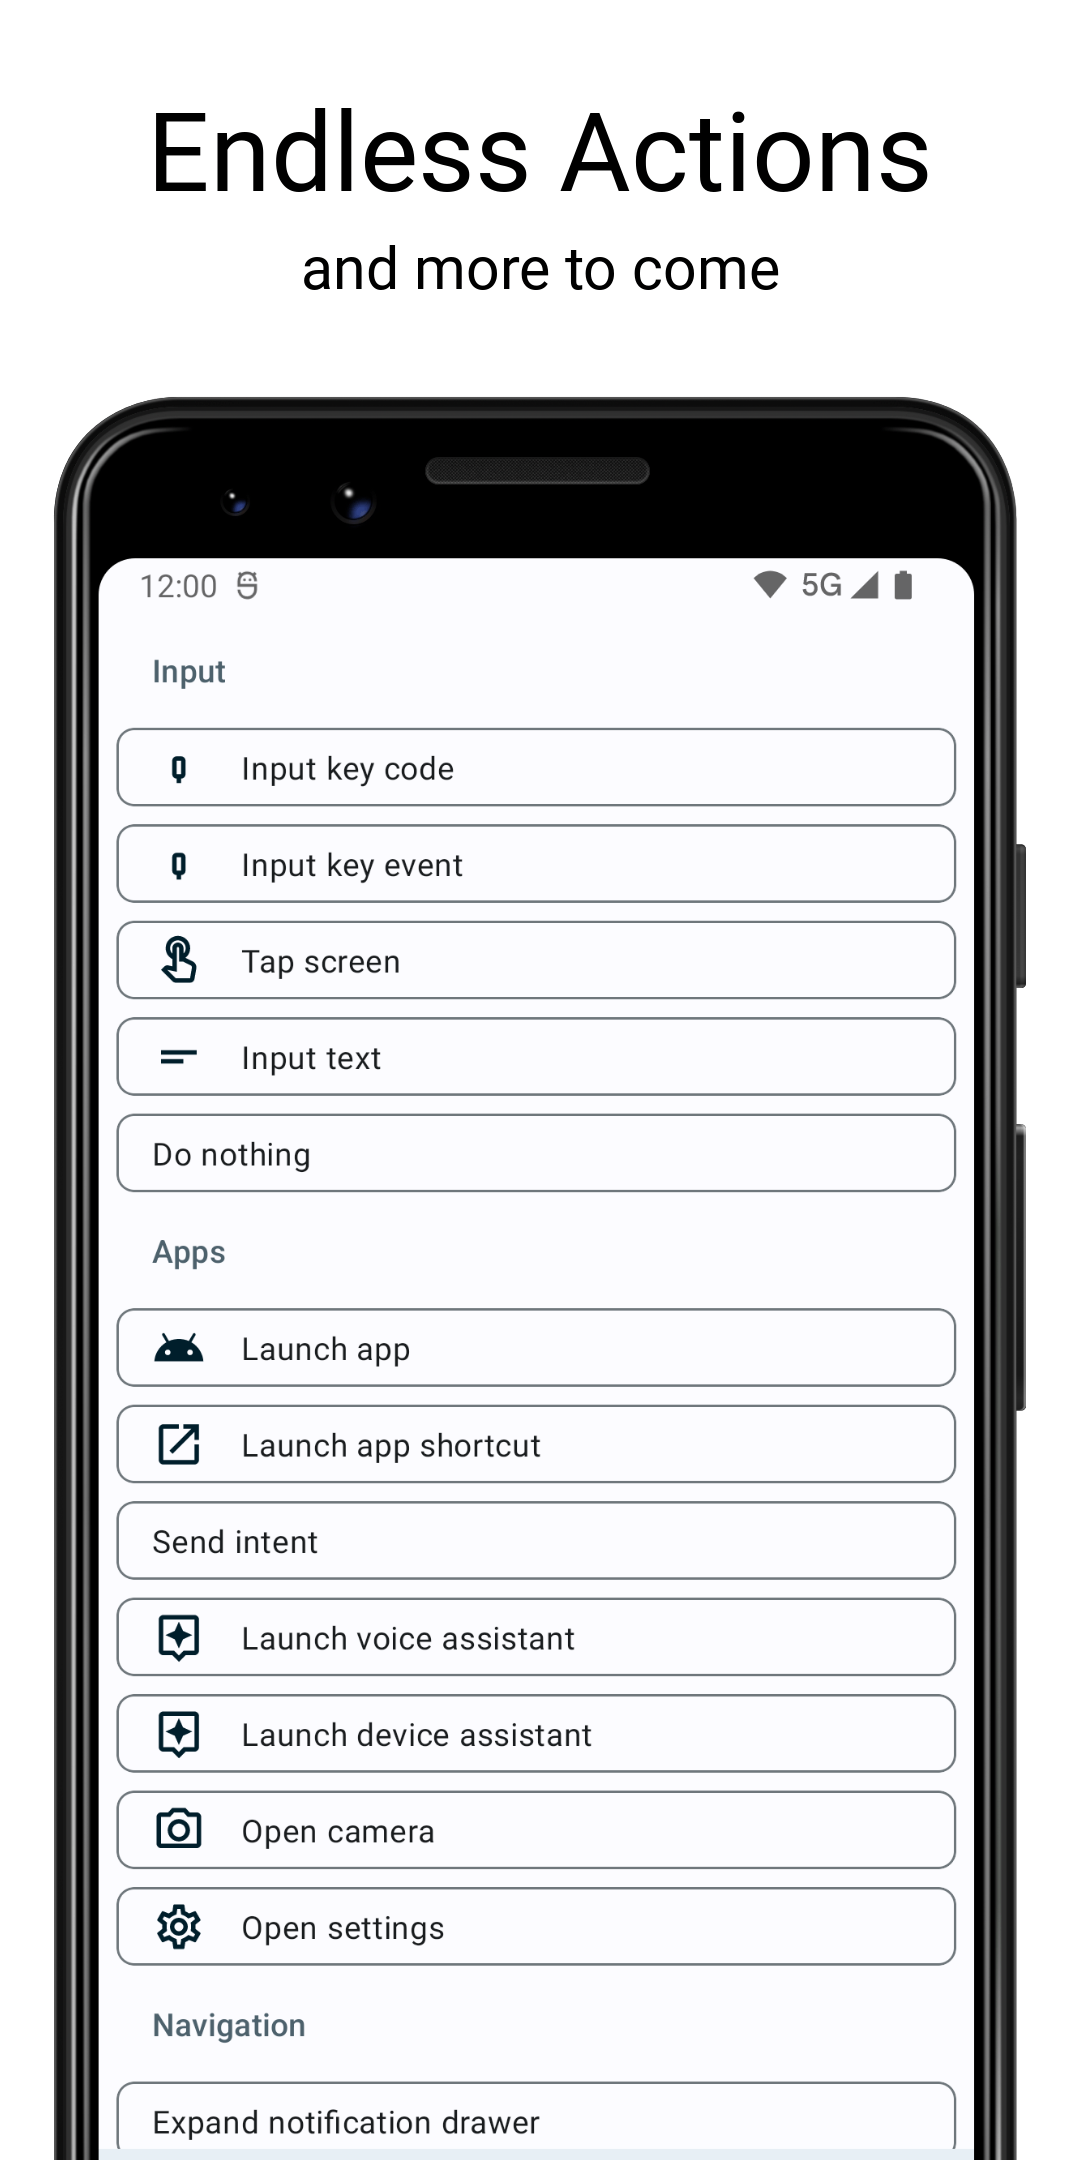 Endless Actions
and more to come
12:00 5G
Input
Input key code
Input key event
Tap screen
Input text
Do nothing
Apps
Launch app
Launch app shortcut
Send intent
Launch voice assistant
Launch device assistant
Open camera
Open settings
Navigation
Expand notification drawer